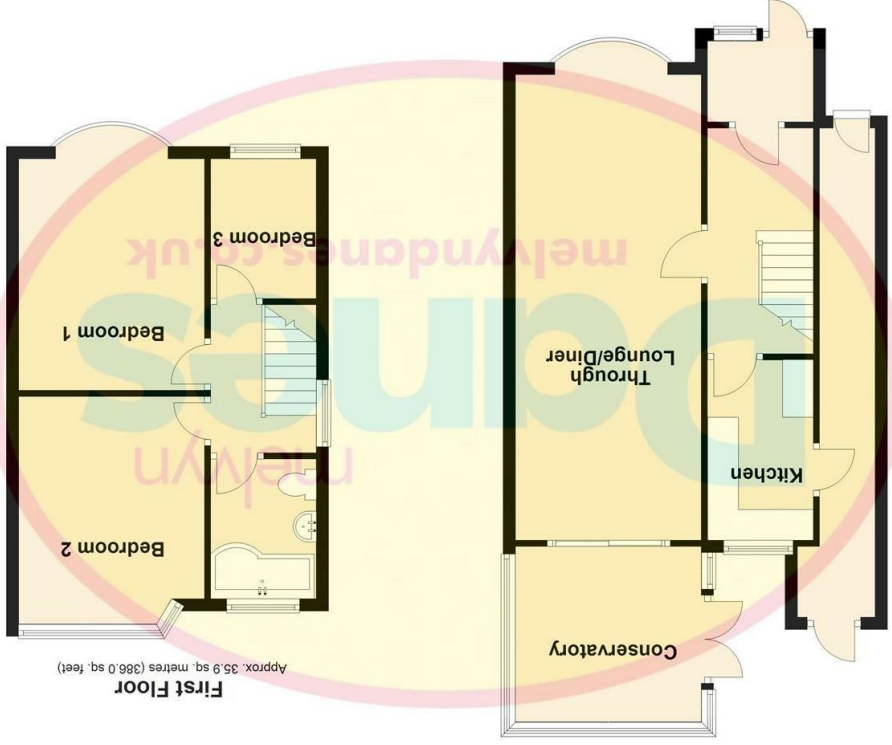 First Floor
Approx. 35.9 sq. metres (386.0 sq. feet)
Conservatory
Bedroom 2
Kitchen
Through
Lounge/Diner
Bedroom 1
Bedroom 3
melvyn
Danes
melvyndanes.co.uk